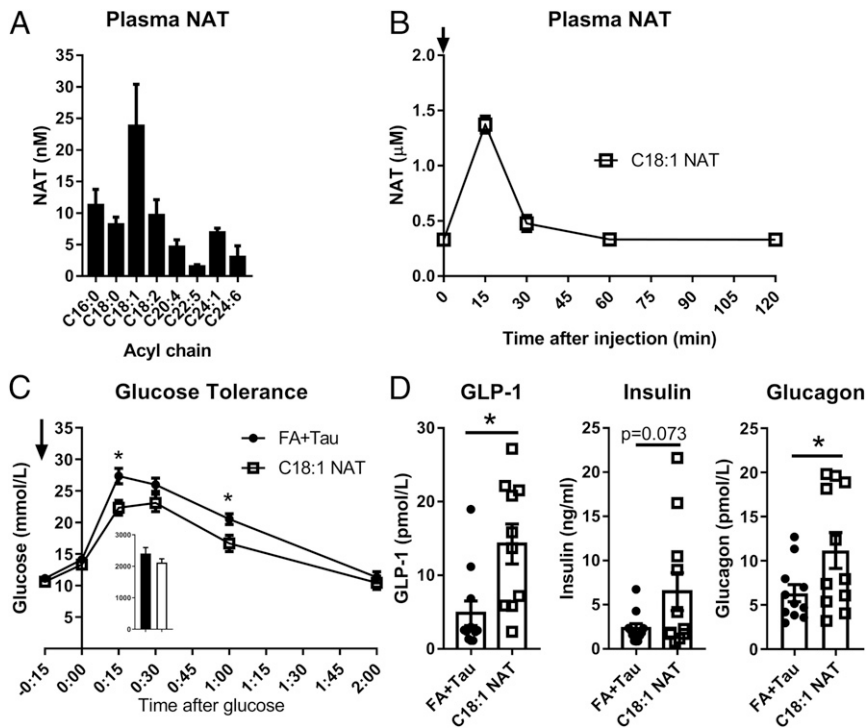 A
Plasma NAT
NAT (nM)
35
30
25
20
15
10
5
0
C16:0
C18:0
C18:1
C18:2
C20:4
C22:5
C24:1
C24:6
Acyl chain
B
Plasma NAT
NAT (μM)
2.0
1.5
1.0
0.5
0.0
C18:1 NAT
0
15
30
45
60
75
90
105
120
Time after injection (min)
C
Glucose Tolerance
Glucose (mmol/L)
35
30
25
20
15
10
5
*
*
FA+Tau
C18:1 NAT
3000
2000
1000
0
-0:15
0:00
0:15
0:30
0:45
1:00
1:15
1:30
1:45
2:00
Time after glucose
D
GLP-1
GLP-1 (pmol/L)
30
20
10
0
*
FA+Tau
C18:1 NAT
Insulin
Insulin (ng/ml)
25
20
15
10
5
0
p=0.073
FA+Tau
C18:1 NAT
Glucagon
Glucagon (pmol/L)
25
20
15
10
5
0
*
FA+Tau
C18:1 NAT